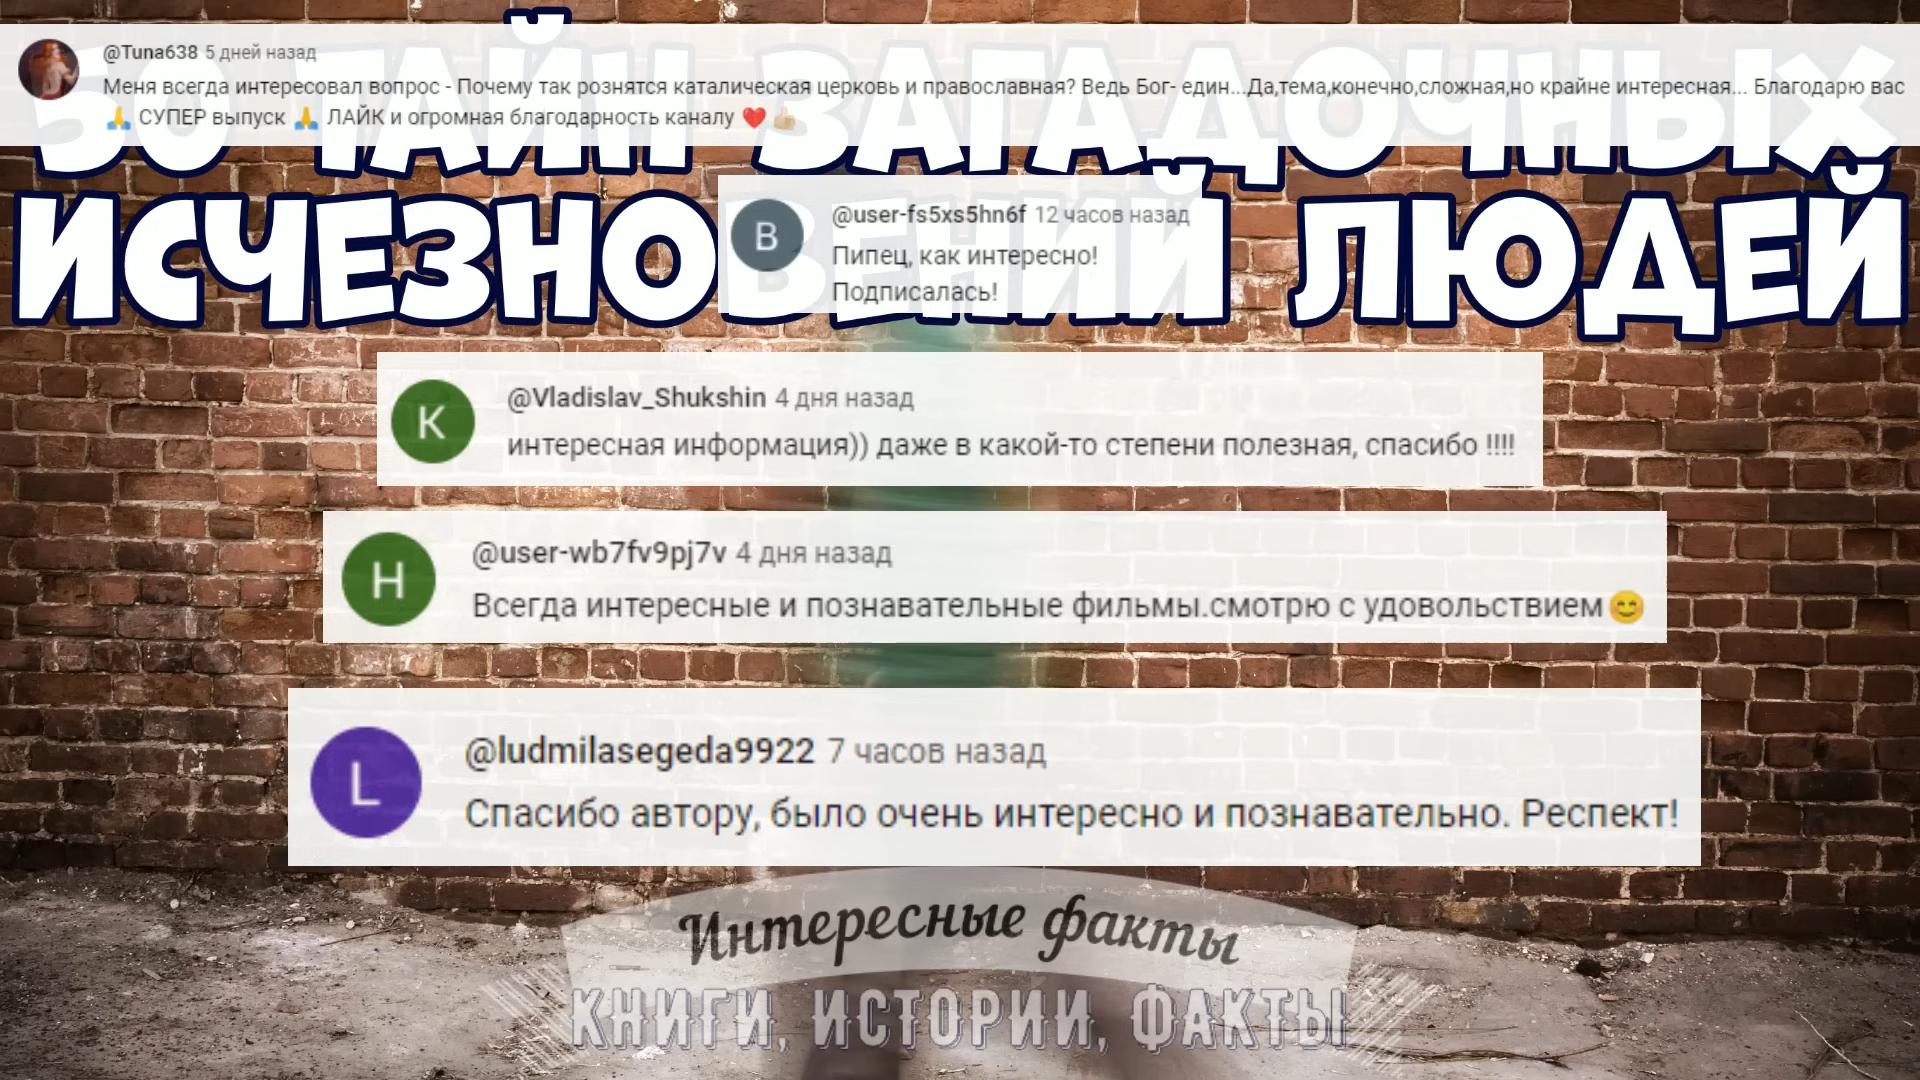 50 ТАЙН ЗАГАДОЧНЫХ
ИСЧЕЗНОВЕНИЙ ЛЮДЕЙ
@Tuna638 5 дней назад
Меня всегда интересовал вопрос - Почему так рознятся каталическая церковь и православная? Ведь Бог- един...Да,тема,конечно,сложная,но крайне интересная... Благодарю вас
🙏 СУПЕР выпуск 🙏 ЛАЙК и огромная благодарность каналу ❤️👍🏼
B
@user-fs5xs5hn6f 12 часов назад
Пипец, как интересно!
Подписалась!
K
@Vladislav_Shukshin 4 дня назад
интересная информация)) даже в какой-то степени полезная, спасибо !!!!
Н
@user-wb7fv9pj7v 4 дня назад
Всегда интересные и познавательные фильмы.смотрю с удовольствием😊
L
@ludmilasegeda9922 7 часов назад
Спасибо автору, было очень интересно и познавательно. Респект!
Интересные факты
КНИГИ, ИСТОРИИ, ФАКТЫ